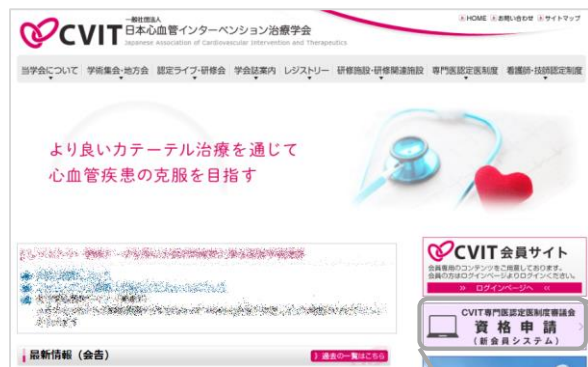 CVIT
一般社団法人
日本心血管インターベンション治療学会
Japanese Association of Cardiovascular Intervention and Therapeutics
HOME お問い合わせ サイトマップ
当学会について 学術集会・地方会 認定ライブ・研修会 学会誌案内 レジストリー 研修施設・研修関連施設 専門医認定医制度 看護師・技師認定制度
より良いカテーテル治療を通じて
心血管疾患の克服を目指す
CVIT会員サイト
会員専用のコンテンツをご用意しております。
会員の方はログインページよりログインください。
» ログインページへ «
CVIT専門医認定医制度審議会
資格申請
(新会員システム)
最新情報(会告)
過去の一覧はこちら